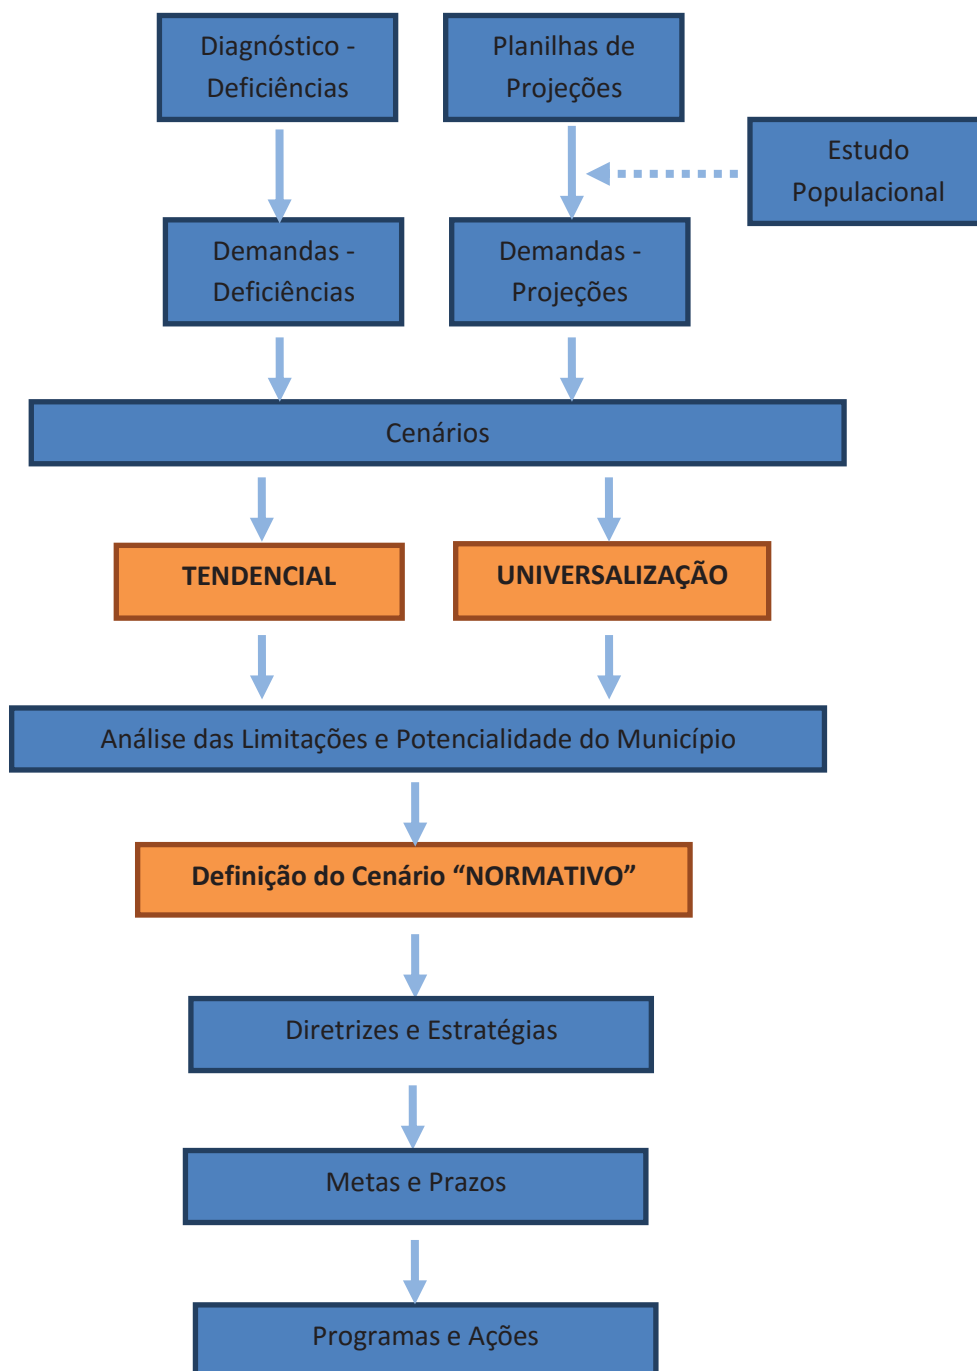 Diagnóstico -
Deficiências
Planilhas de
Projeções
Estudo
Populacional
Demandas -
Deficiências
Demandas -
Projeções
Cenários
TENDENCIAL
UNIVERSALIZAÇÃO
Análise das Limitações e Potencialidade do Município
Definição do Cenário “NORMATIVO”
Diretrizes e Estratégias
Metas e Prazos
Programas e Ações